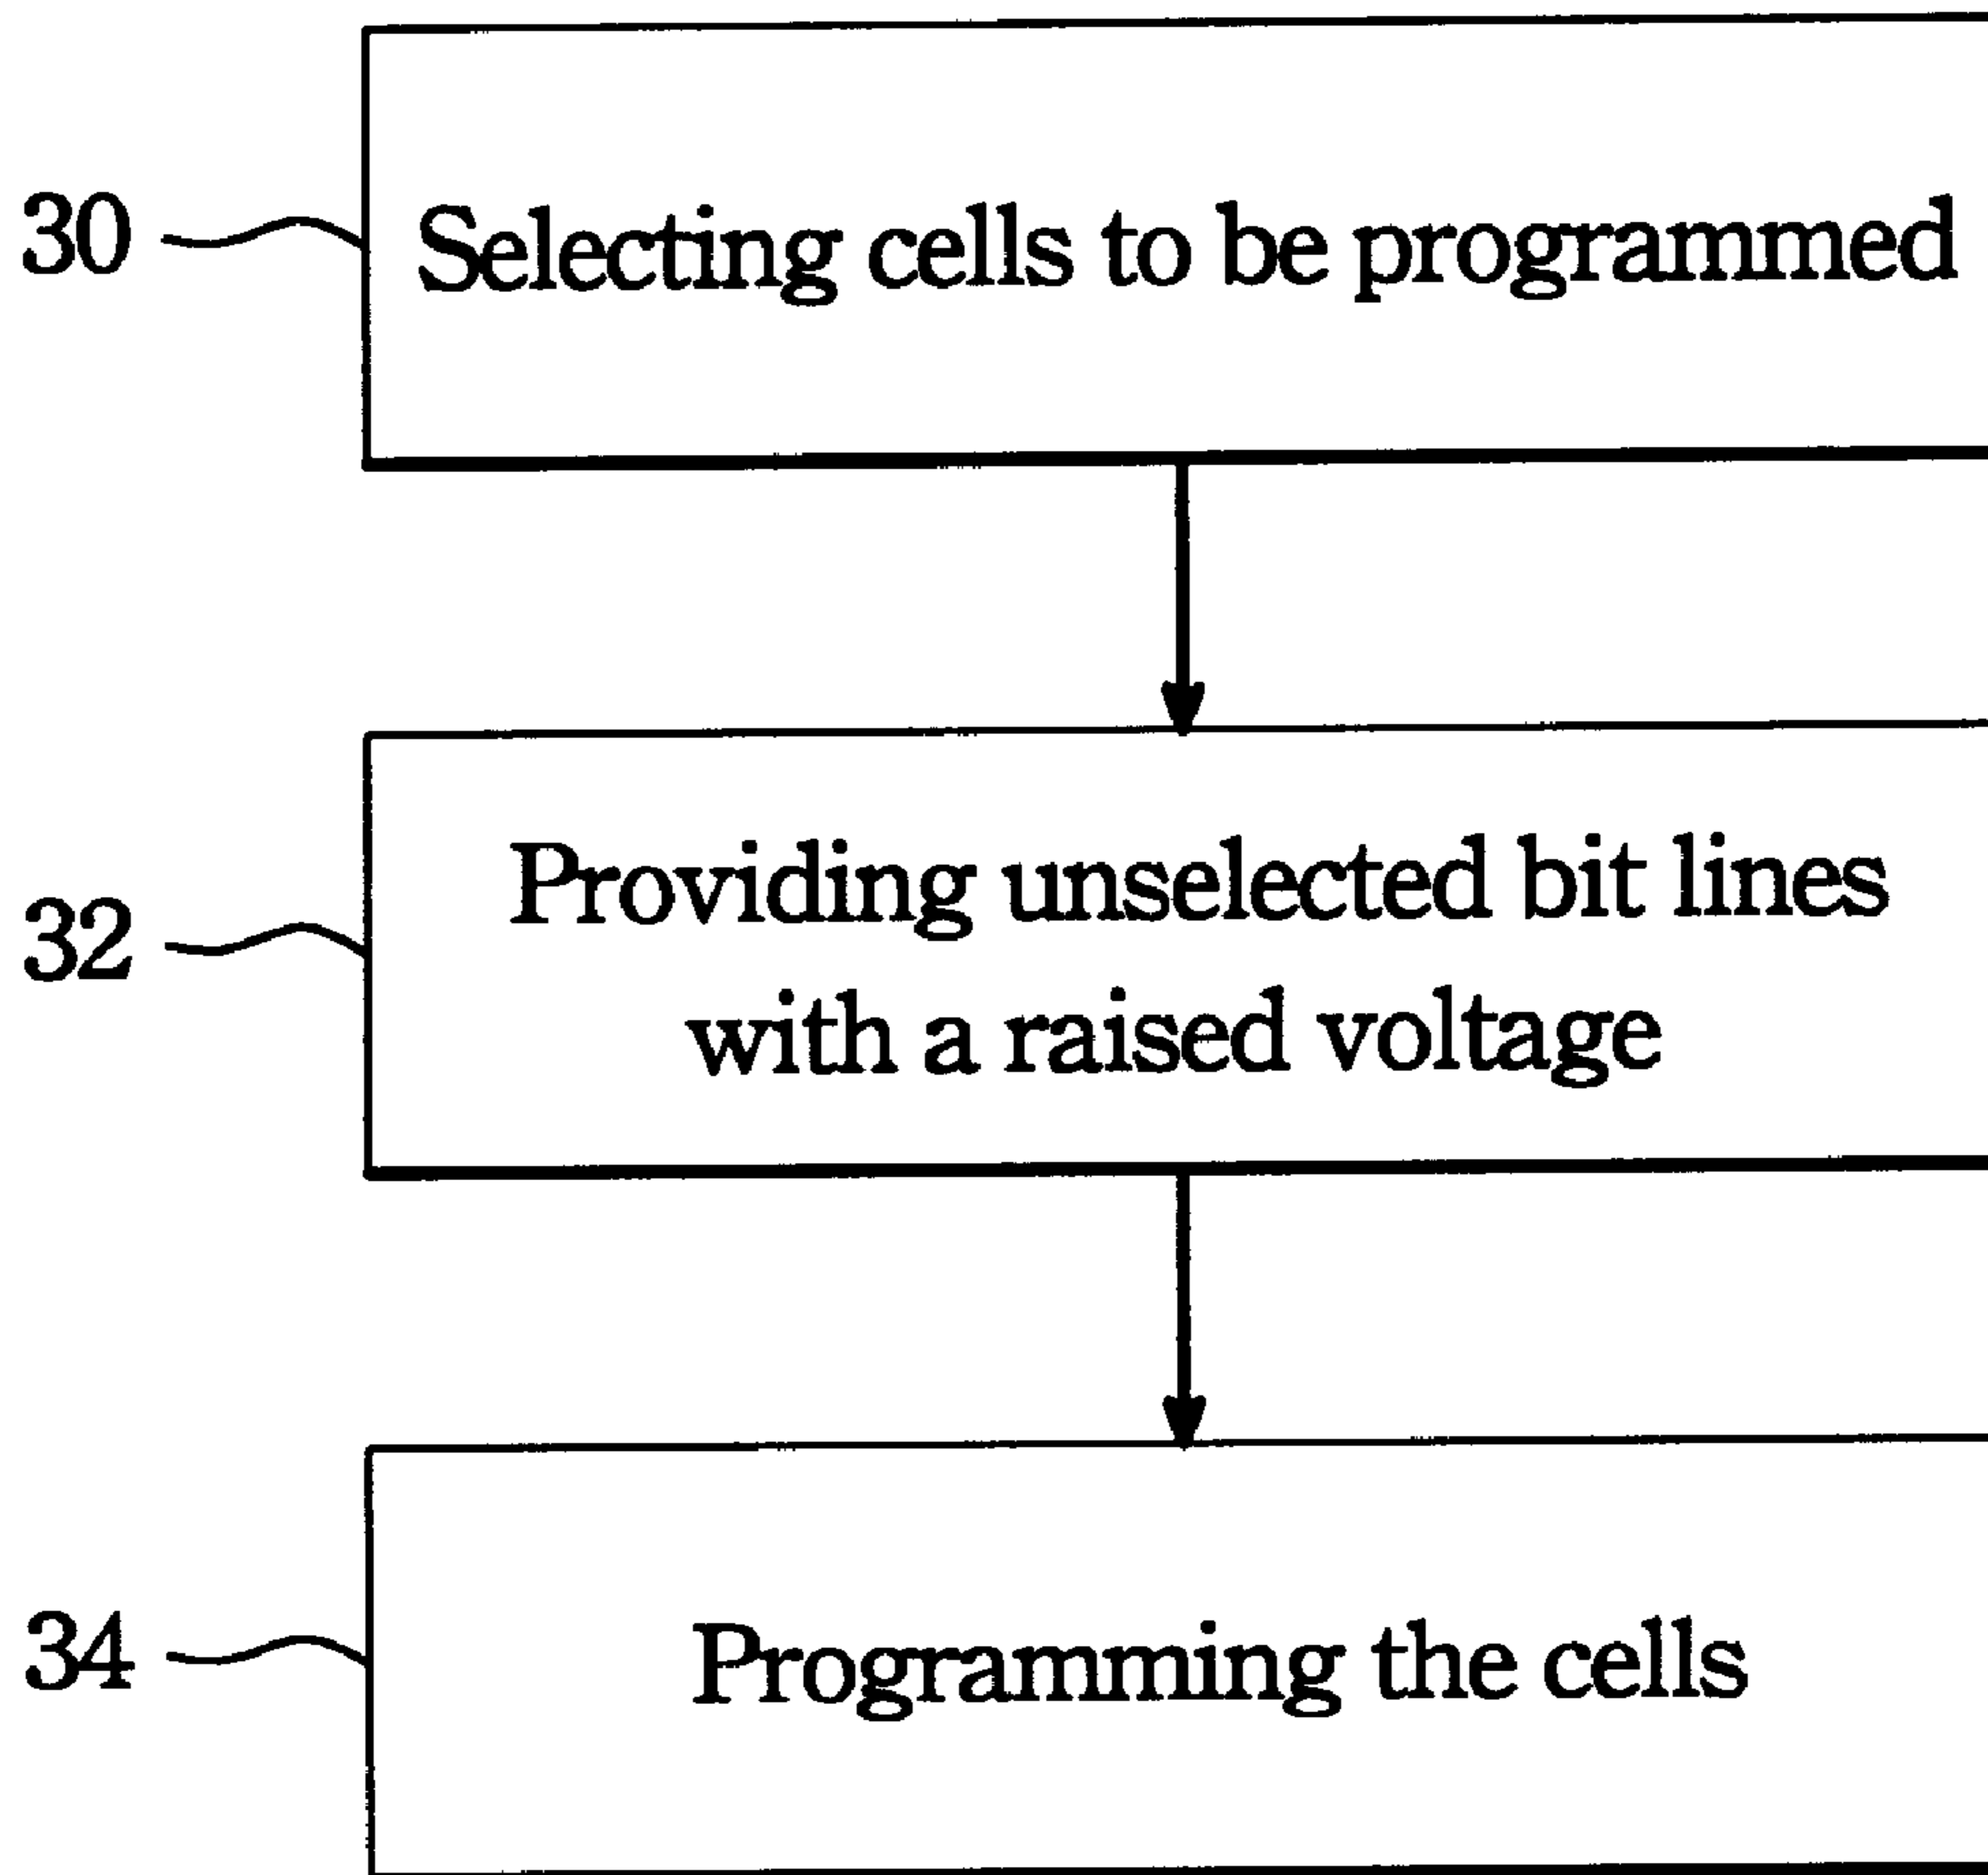 30
Selecting cells to be programmed
32
Providing unselected bit lines
with a raised voltage
34
Programming the cells